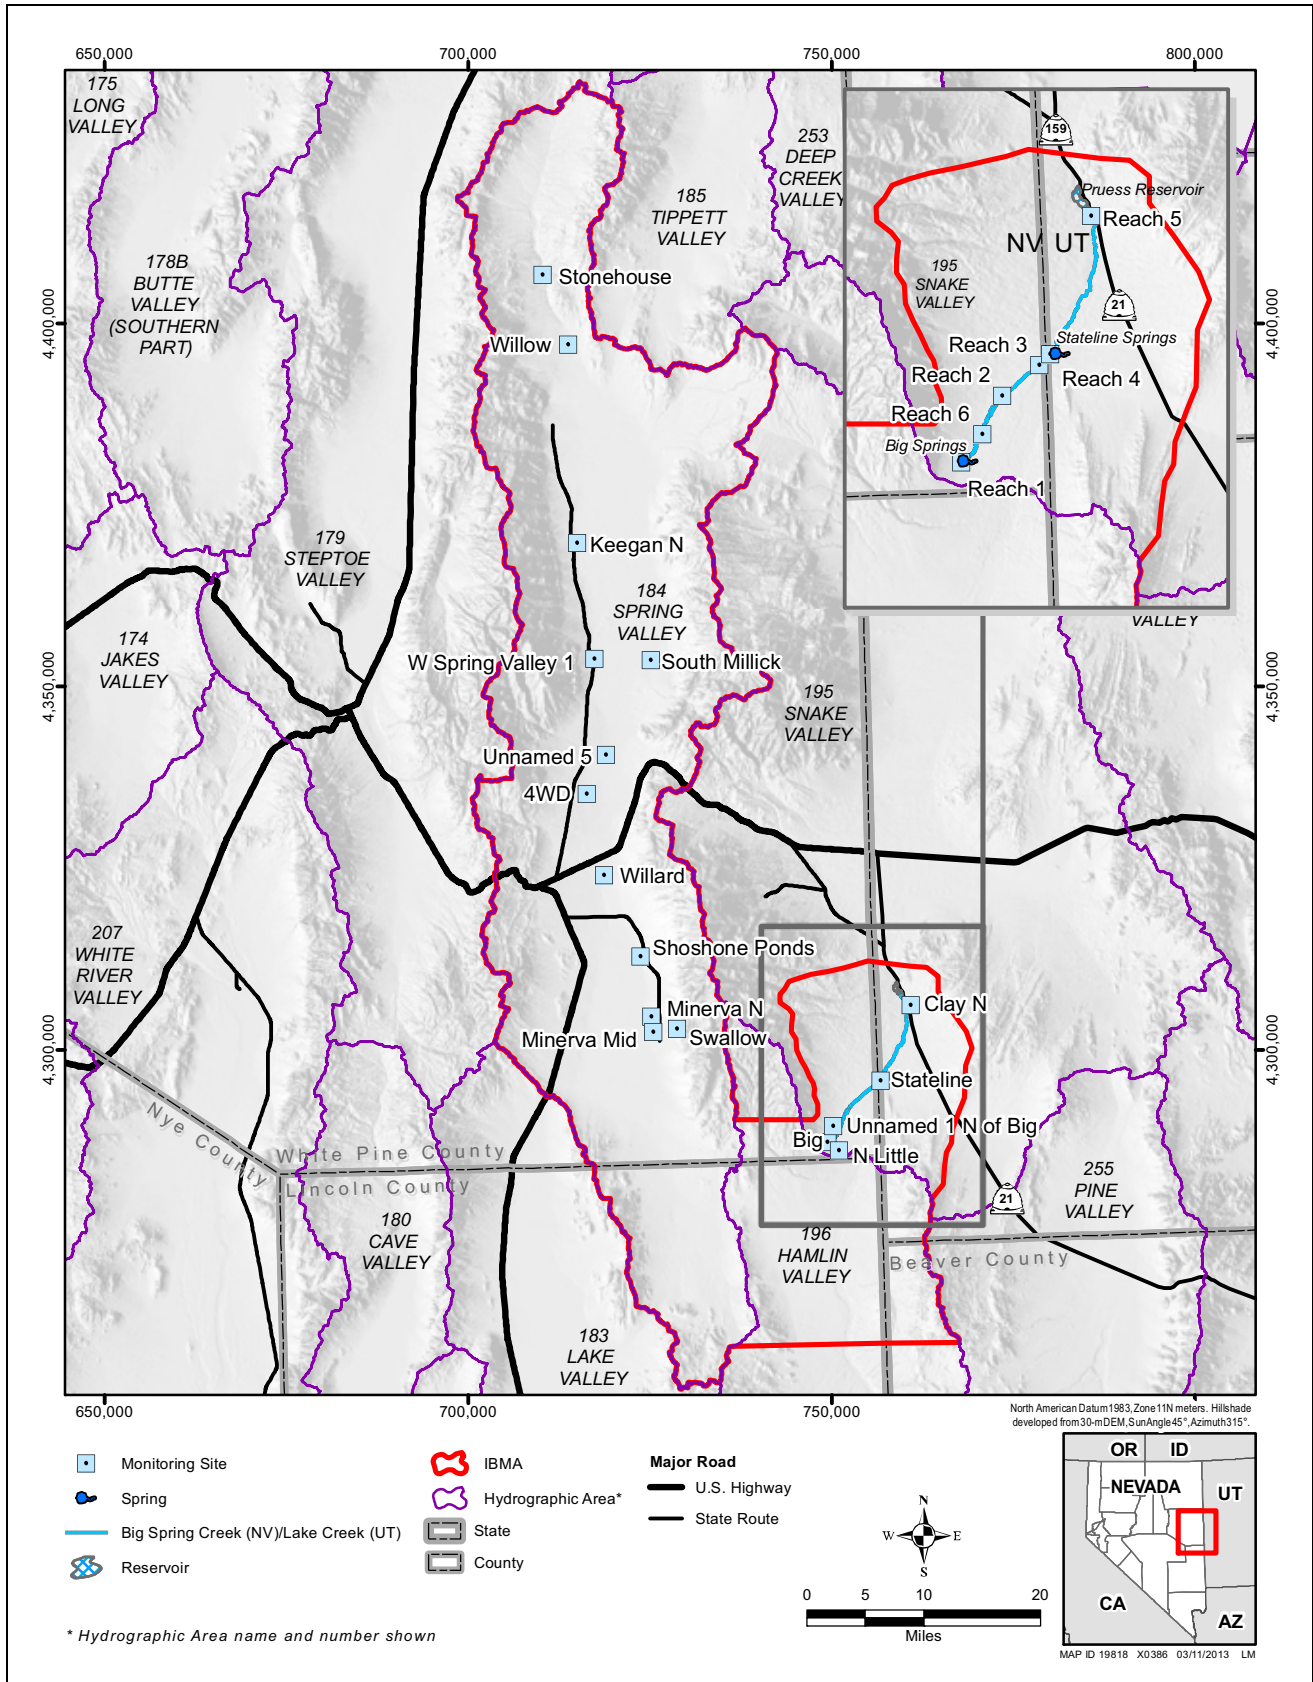 650,000
700,000
750,000
800,000
175
LONG
VALLEY
253
DEEP
CREEK
VALLEY
159
Pruess Reservoir
Reach 5
NV UT
185
TIPPETT
VALLEY
178B
BUTTE
VALLEY
(SOUTHERN
PART)
195
SNAKE
VALLEY
21
Stateline Springs
Reach 3
Reach 4
Reach 2
Reach 6
Big Springs
Reach 1
VALLEY
4,400,000
4,400,000
Stonehouse
Willow
179
STEPTOE
VALLEY
Keegan N
184
SPRING
VALLEY
174
JAKES
VALLEY
W Spring Valley 1
South Millick
195
SNAKE
VALLEY
4,350,000
4,350,000
Unnamed 5
4WD
Willard
207
WHITE
RIVER
VALLEY
Shoshone Ponds
Minerva N
Minerva Mid
Swallow
Clay N
Stateline
Unnamed 1 N of Big
Big
N Little
4,300,000
4,300,000
Nye County
White Pine County
Lincoln County
180
CAVE
VALLEY
196
HAMLIN
VALLEY
255
PINE
VALLEY
21
Beaver County
183
LAKE
VALLEY
650,000
700,000
750,000
North American Datum 1983, Zone 11N meters. Hillshade
developed from 30-m DEM, Sun Angle 45°, Azimuth 315°.
Monitoring Site
Spring
Big Spring Creek (NV)/Lake Creek (UT)
Reservoir
IBMA
Hydrographic Area*
State
County
Major Road
U.S. Highway
State Route
N
W
E
S
0
5
10
20
Miles
OR
ID
NEVADA
UT
CA
AZ
* Hydrographic Area name and number shown
MAP ID 19818 X0386 03/11/2013 LM